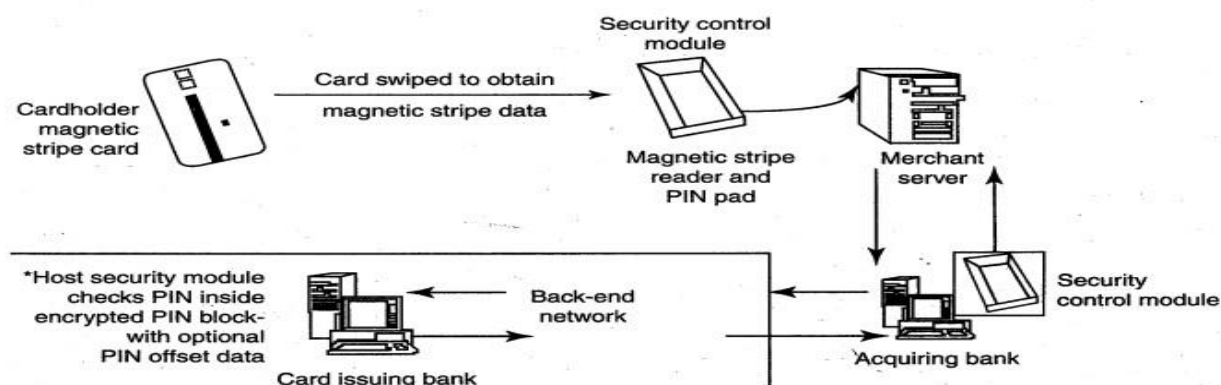 Security control
module
Card swiped to obtain
magnetic stripe data
Cardholder
magnetic
stripe card
Magnetic stripe
reader and
PIN pad
Merchant
server
*Host security module
checks PIN inside
encrypted PIN block-
with optional
PIN offset data
Back-end
network
Security
control module
Acquiring bank
Card issuing bank